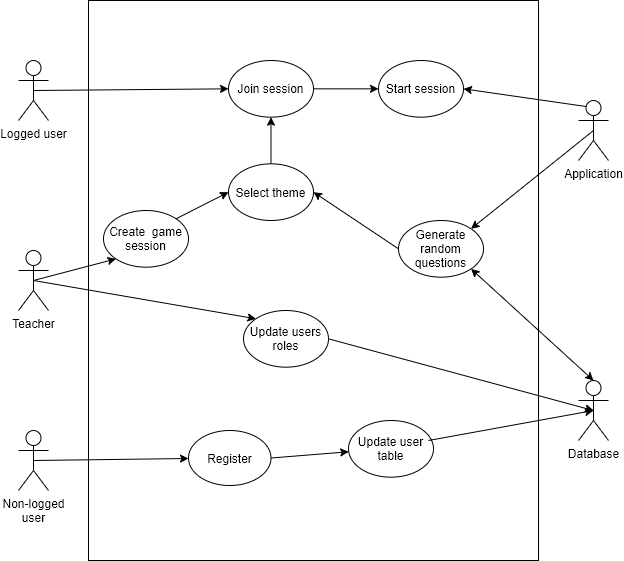 Join session
Start session
Logged user
Application
Select theme
Create  game
session
Generate
random
questions
Teacher
Update users
roles
Update user
table
Database
Register
Non-logged
user